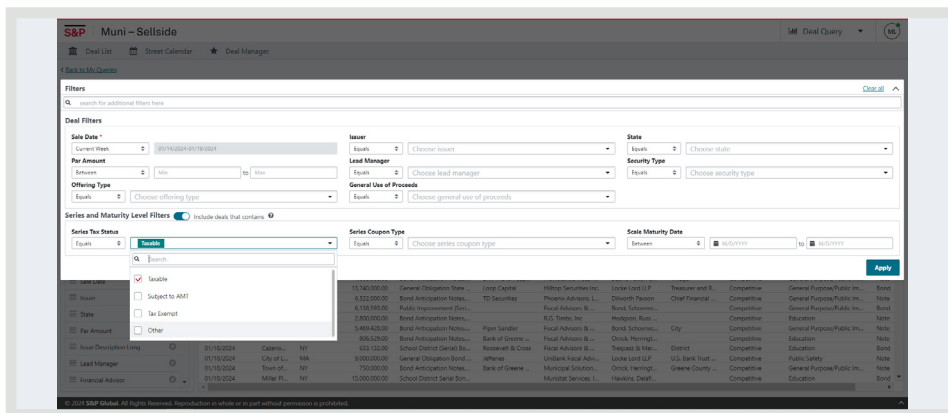 S&P Muni – Sellside Deal Query ML
Deal List Street Calendar Deal Manager
Back to My Queries
Filters Clear all
search for additional filters here
Deal Filters
Sale Date * Issuer State
Current Week 01/14/2024-01/18/2024 Equals Choose issuer Equals Choose state
Par Amount Lead Manager Security Type
Between Min to Max Equals Choose lead manager Equals Choose security type
Offering Type General Use of Proceeds
Equals Choose offering type Equals Choose general use of proceeds
Series and Maturity Level Filters Include deals that contains
Series Tax Status Series Coupon Type Scale Maturity Date
Equals Taxable Equals Choose series coupon type Between M/D/YYYY to M/D/YYYY
Search
Apply
Taxable
Subject to AMT
Tax Exempt
Other
Sale Date 13,740,000.00 General Obligation State ... Loop Capital Hilltop Securities Inc. Locke Lord LLP Treasurer and R... Competitive General Purpose/Public Im... Bond
Issuer 6,322,000.00 Bond Anticipation Notes,... TD Securities Phoenix Advisors, L... Dilworth Paxson Chief Financial ... Competitive General Purpose/Public Im... Note
State 6,138,593.00 Public Improvement (Seri... Fiscal Advisors & ... Bond, Schoenec... Competitive General Purpose/Public Im... Bond
2,800,000.00 Bond Anticipation Notes,... R.G. Timbs, Inc. Hodgson, Russ ... Competitive Education Note
Par Amount 5,489,428.00 Bond Anticipation Notes,... Piper Sandler Fiscal Advisors & ... Bond, Schoenec... City Competitive General Purpose/Public Im... Note
806,529.00 Bond Anticipation Notes,... Bank of Greene ... Fiscal Advisors & ... Orrick, Herringt... Competitive Education Note
Issue Description Long 01/18/2024 Cazeno... NY 633,132.00 School District (Serial) Bo... Roosevelt & Cross Fiscal Advisors & ... Trespasz & Mar... District Competitive Education Bond
Lead Manager 01/18/2024 City of L... MA 9,000,000.00 General Obligation Bond ... Jefferies UniBank Fiscal Adv... Locke Lord LLP U.S. Bank Trust ... Competitive Public Safety Note
01/18/2024 Town of... NY 750,000.00 Bond Anticipation Notes,... Bank of Greene ... Municipal Solution... Orrick, Herringt... Greene County ... Competitive General Purpose/Public Im... Note
Financial Advisor 01/18/2024 Miller Pl... NY 15,000,000.00 School District Serial Bon... Munistat Services, I... Hawkins, Delafi... Competitive Education Bond
© 2024 S&P Global. All Rights Reserved. Reproduction in whole or in part without permission is prohibited.